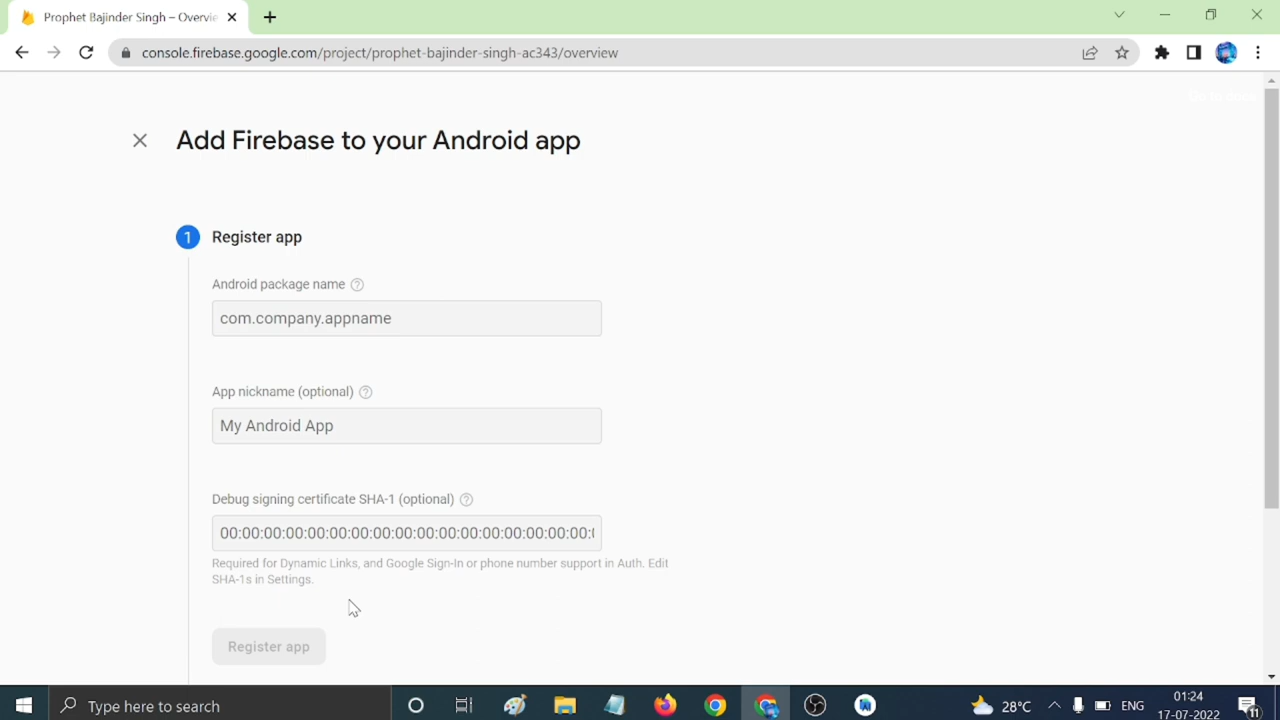 Prophet Bajinder Singh – Overvie
console.firebase.google.com/project/prophet-bajinder-singh-ac343/overview
Add Firebase to your Android app
1 Register app
Android package name
com.company.appname
App nickname (optional)
My Android App
Debug signing certificate SHA-1 (optional)
00:00:00:00:00:00:00:00:00:00:00:00:00:00:00:00:00:
Required for Dynamic Links, and Google Sign-In or phone number support in Auth. Edit
SHA-1s in Settings.
Register app
Type here to search
28°C
ENG
01:24
17-07-2022
11